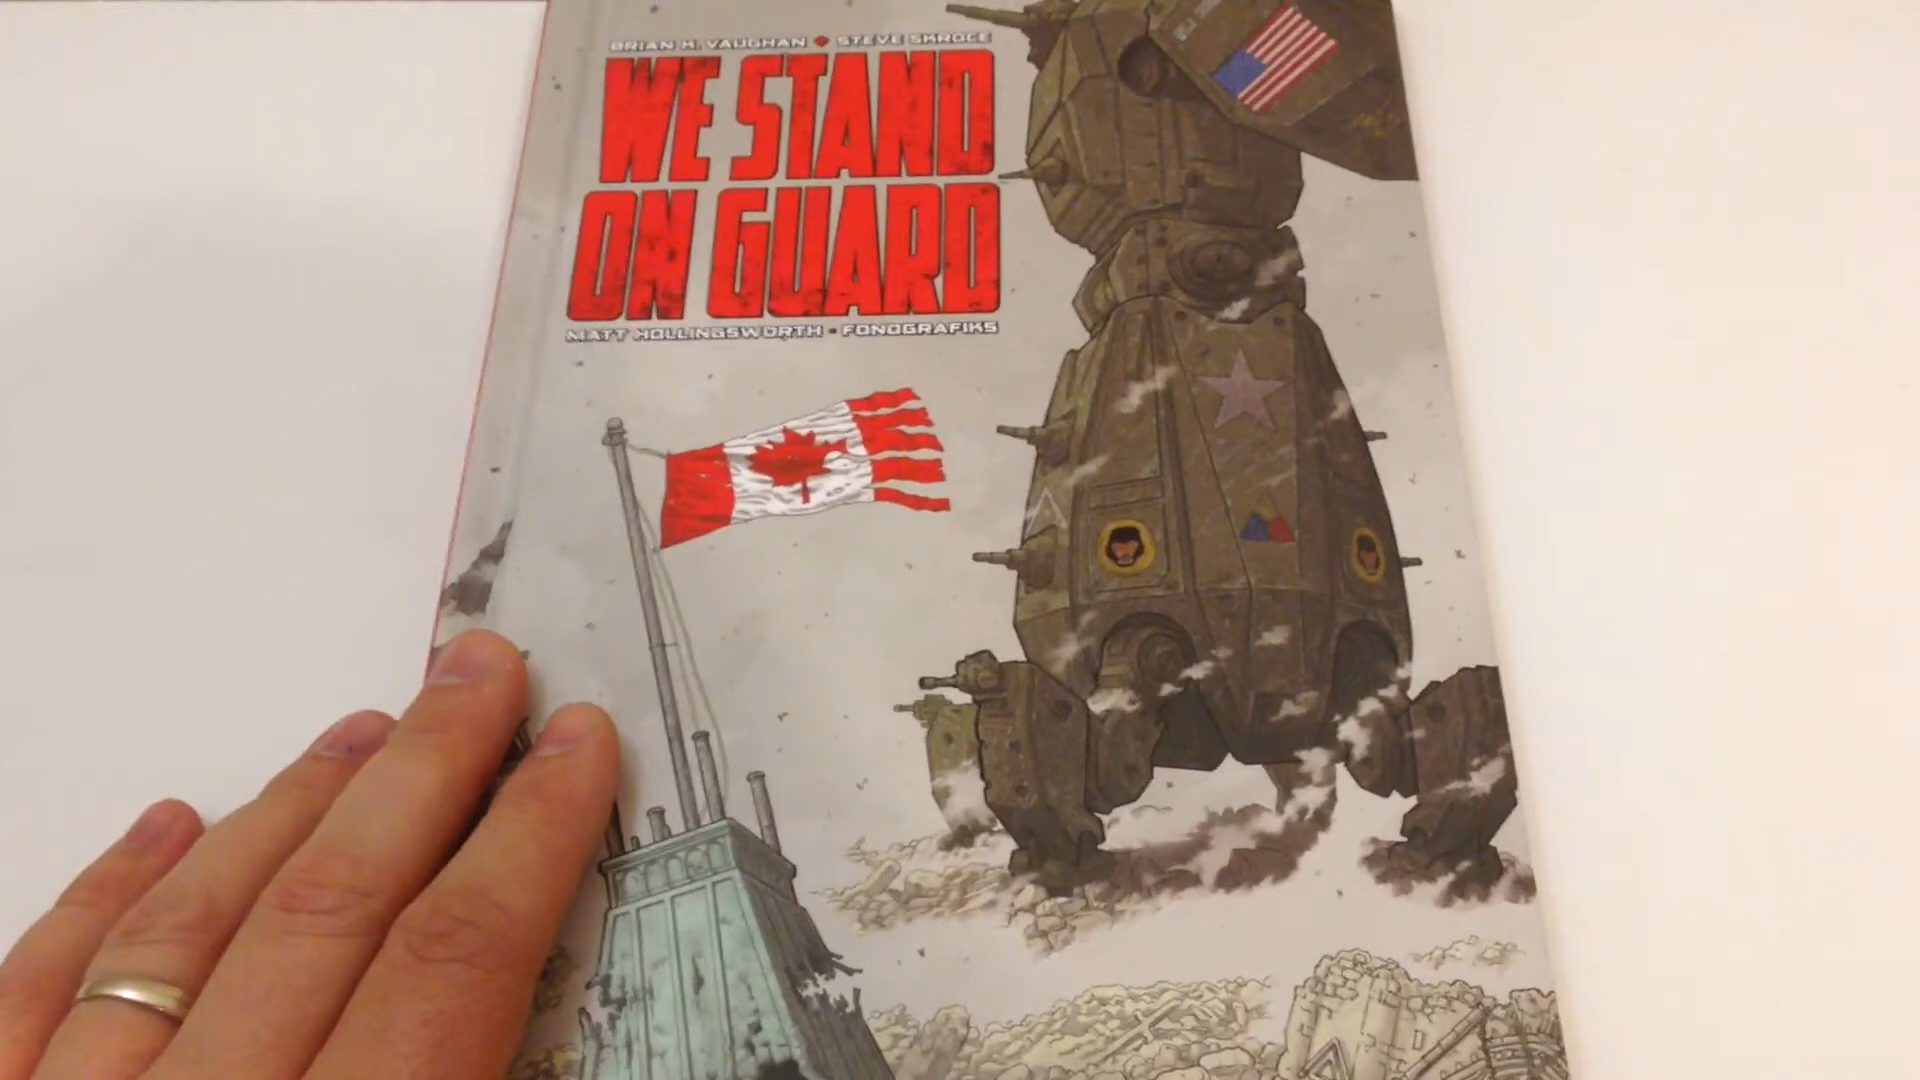 BRIAN K. VAUGHAN STEVE SKROCE
WE STAND
ON GUARD
MATT HOLLINGSWORTH - FONOGRAFIKS